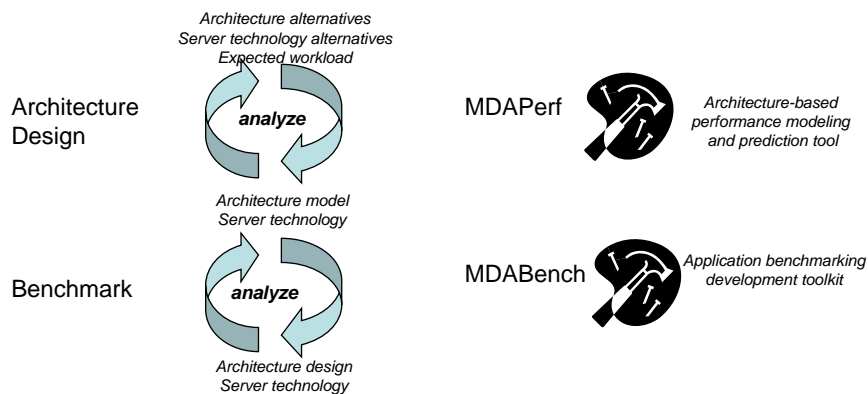 Architecture alternatives
Server technology alternatives
Expected workload
Architecture
Design
analyze
MDAPerf
Architecture-based
performance modeling
and prediction tool
Architecture model
Server technology
Benchmark
analyze
MDABench
Application benchmarking
development toolkit
Architecture design
Server technology